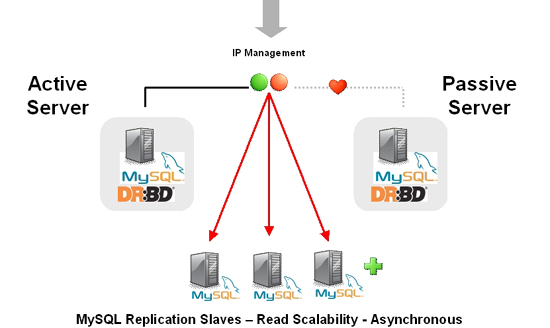 IP Management
Active
Server
Passive
Server
MySQL
DR:BD
MySQL
DR:BD
MySQL
MySQL
MySQL
MySQL Replication Slaves – Read Scalability - Asynchronous